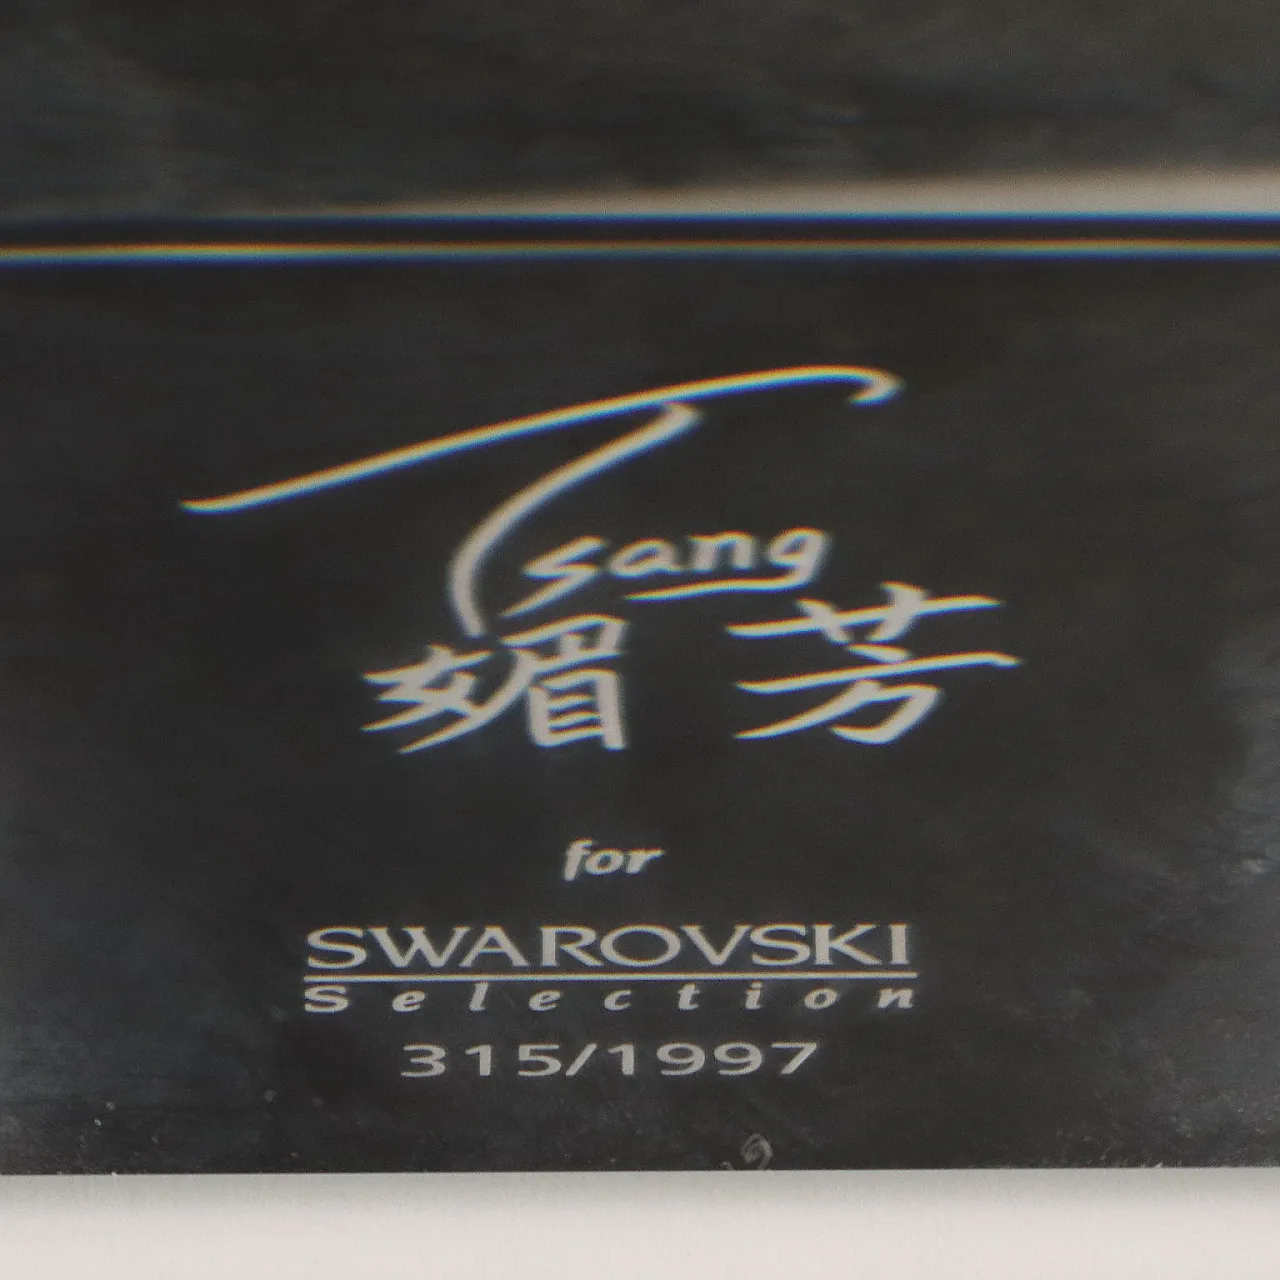 Tsang
媚芳
for
SWAROVSKI
Selection
315/1997